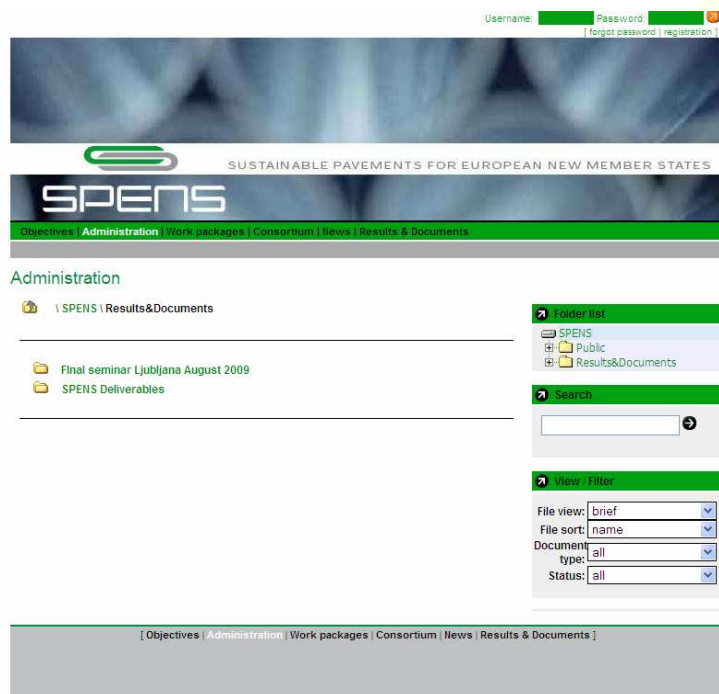 Username: Password:
[ forgot password | registration ]
SUSTAINABLE PAVEMENTS FOR EUROPEAN NEW MEMBER STATES
SPENS
Objectives | Administration | Work packages | Consortium | News | Results & Documents
Administration
\ SPENS \ Results&Documents
FInal seminar Ljubljana August 2009
SPENS Deliverables
Folder list
SPENS
Public
Results&Documents
Search
View / Filter
File view: brief
File sort: name
Document type: all
Status: all
[ Objectives | Administration | Work packages | Consortium | News | Results & Documents ]